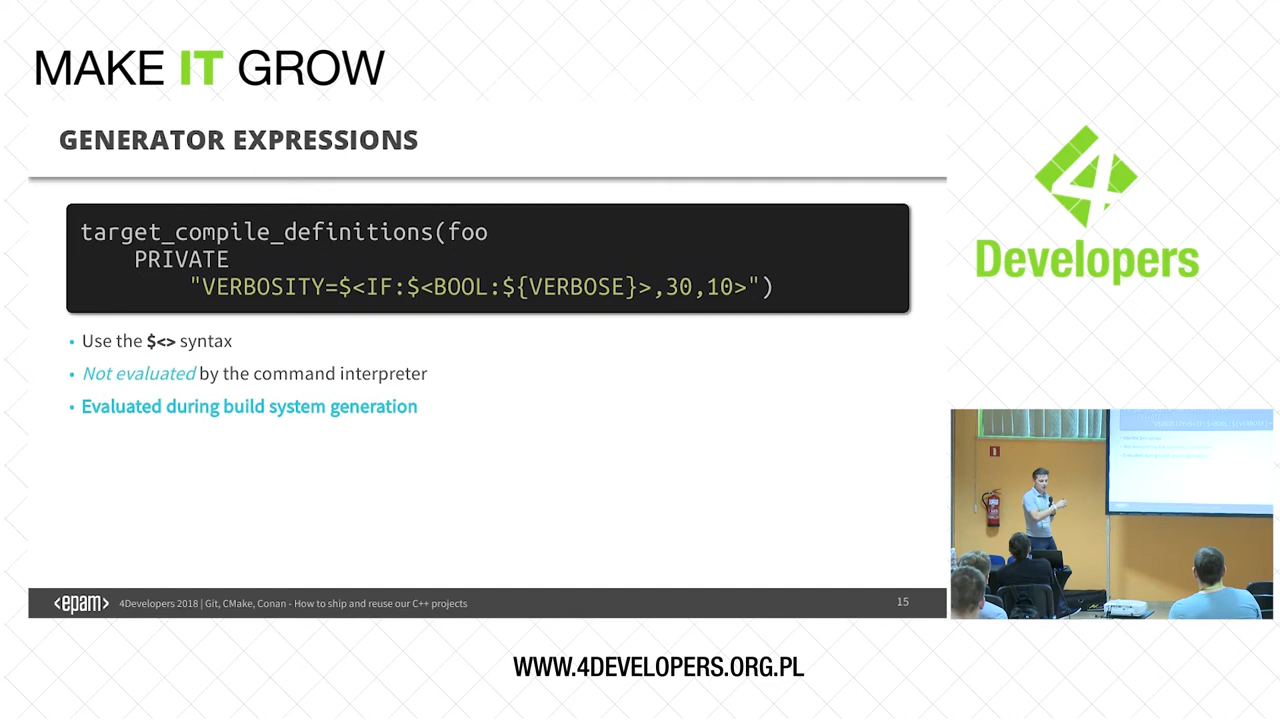 MAKE IT GROW
GENERATOR EXPRESSIONS
target_compile_definitions(foo
    PRIVATE
        "VERBOSITY=$<IF:$<BOOL:${VERBOSE}>,30,10>")
• Use the $<> syntax
• Not evaluated by the command interpreter
• Evaluated during build system generation
<epam> 4Developers 2018 | Git, CMake, Conan - How to ship and reuse our C++ projects 15
4
Developers
WWW.4DEVELOPERS.ORG.PL